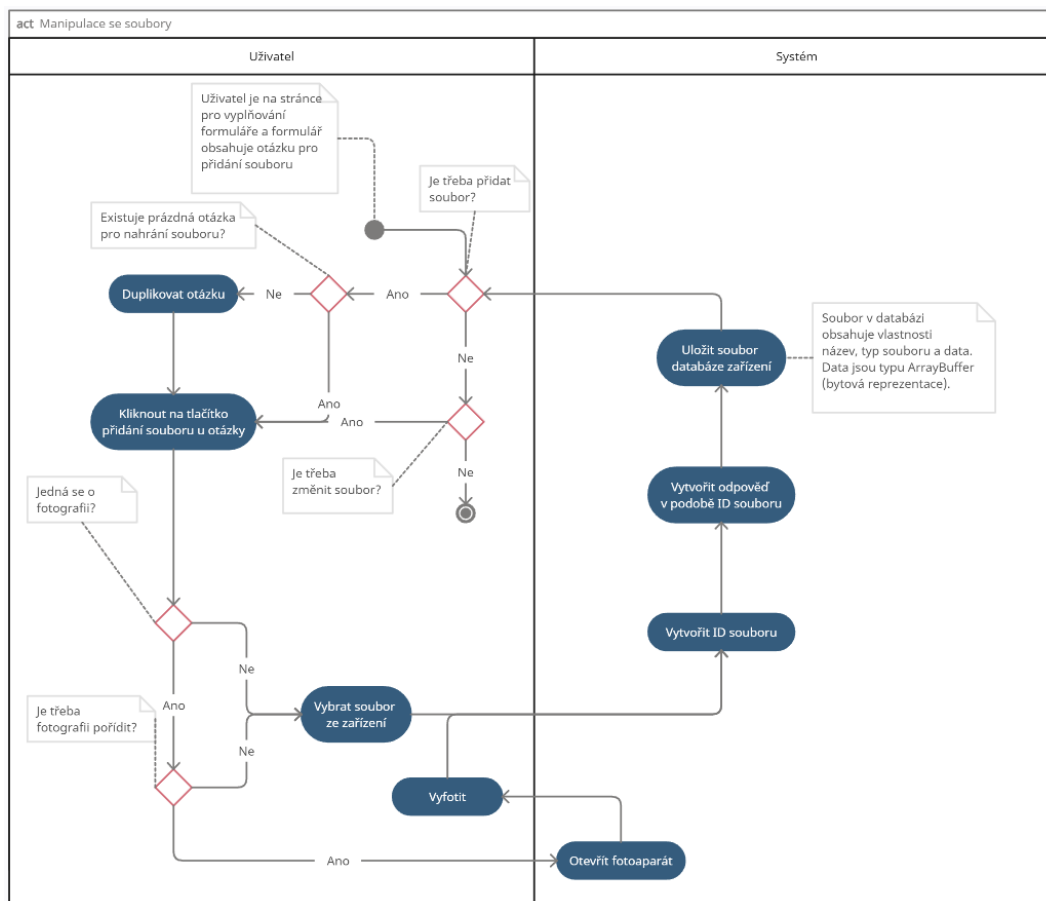 act Manipulace se soubory
Uživatel
Systém
Uživatel je na stránce
pro vyplňování
formuláře a formulář
obsahuje otázku pro
přidání souboru
Je třeba přidat
soubor?
Existuje prázdná otázka
pro nahrání souboru?
Duplikovat otázku
Ne
Ano
Soubor v databázi
obsahuje vlastnosti
název, typ souboru a data.
Data jsou typu ArrayBuffer
(bytová reprezentace).
Uložit soubor
databáze zařízení
Ne
Ano
Kliknout na tlačítko
přidání souboru u otázky
Ano
Je třeba
změnit soubor?
Ne
Jedná se o
fotografii?
Vytvořit odpověď
v podobě ID souboru
Vytvořit ID souboru
Ne
Ano
Je třeba
fotografii pořídit?
Vybrat soubor
ze zařízení
Ne
Vyfotit
Ano
Otevřít fotoaparát